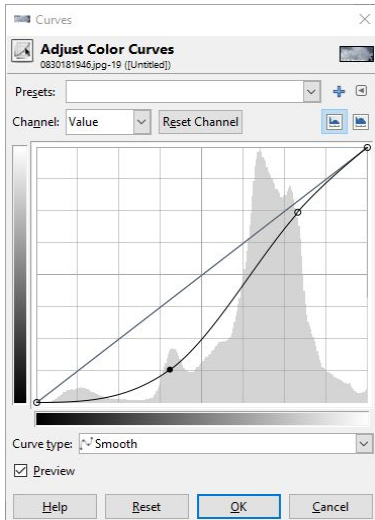 Curves
Adjust Color Curves
0830181946.jpg-19 ([Untitled])
Presets:
Channel: Value Reset Channel
Curve type: Smooth
Preview
Help Reset OK Cancel